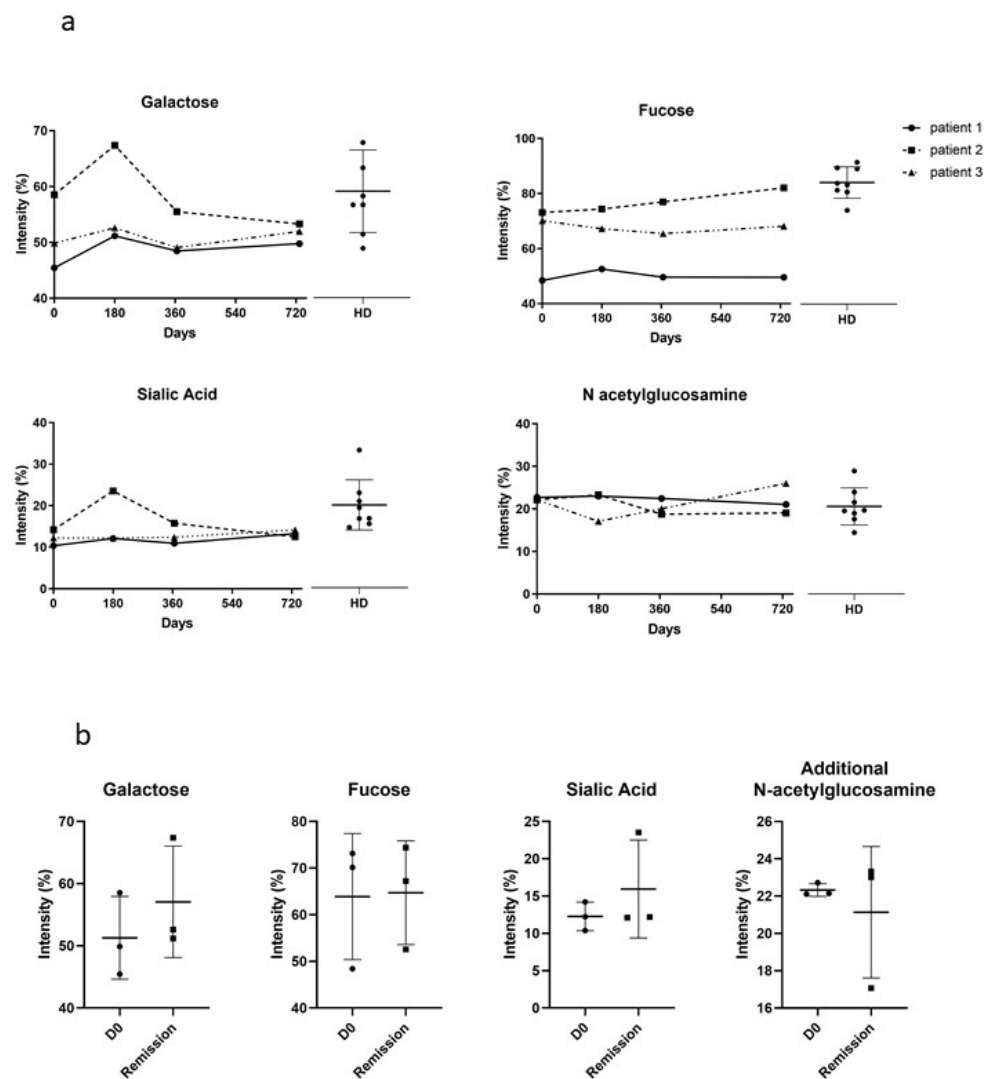 a
Galactose
Intensity (%)
70
60
50
40
0 180 360 540 720
HD
Days
Fucose
Intensity (%)
100
80
60
40
0 180 360 540 720
HD
Days
patient 1
patient 2
patient 3
Sialic Acid
Intensity (%)
40
30
20
10
0
0 180 360 540 720
HD
Days
N acetylglucosamine
Intensity (%)
40
30
20
10
0
0 180 360 540 720
HD
Days
b
Galactose
Intensity (%)
70
60
50
40
D0
Remission
Fucose
Intensity (%)
80
70
60
50
40
D0
Remission
Sialic Acid
Intensity (%)
25
20
15
10
5
0
D0
Remission
Additional
N-acetylglucosamine
Intensity (%)
26
24
22
20
18
16
D0
Remission